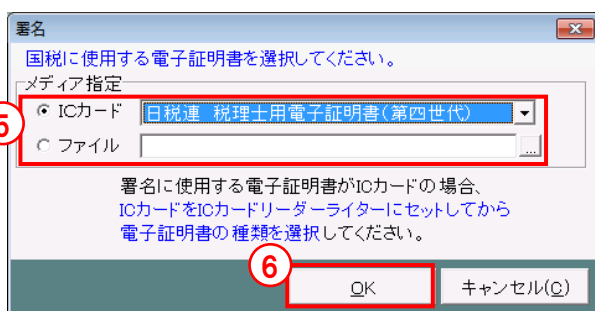 署名
国税に使用する電子証明書を選択してください。
メディア指定
5
ICカード 日税連 税理士用電子証明書(第四世代)
ファイル ...
署名に使用する電子証明書がICカードの場合、
ICカードをICカードリーダーライターにセットしてから
電子証明書の種類を選択してください。
6
OK キャンセル(C)